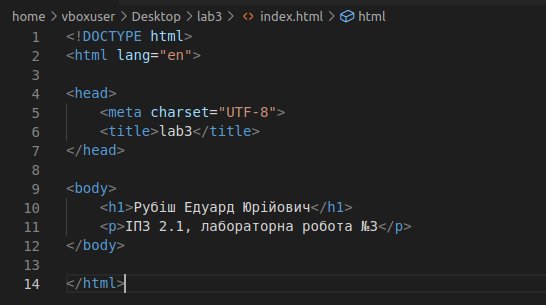 home > vboxuser > Desktop > lab3 > <> index.html > html
1 <!DOCTYPE html>
2 <html lang="en">
3
4 <head>
5     <meta charset="UTF-8">
6     <title>lab3</title>
7 </head>
8
9 <body>
10     <h1>Рубіш Едуард Юрійович</h1>
11     <p>ІПЗ 2.1, лабораторна робота №3</p>
12 </body>
13
14 </html>